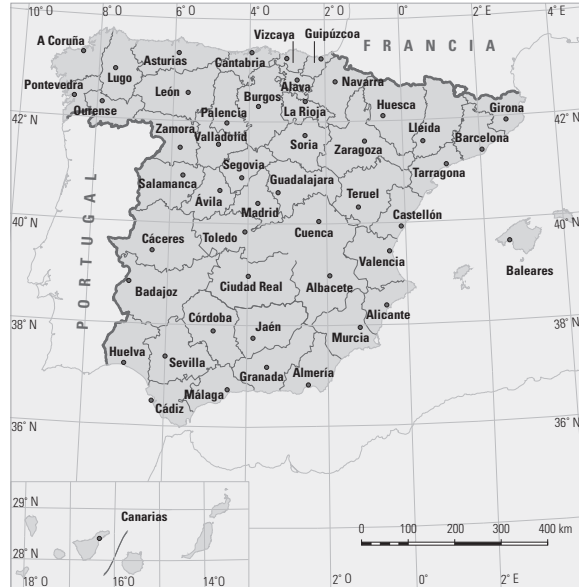 10° O 8° O 6° O 4° O 2° O 0° 2° E
Vizcaya Guipúzcoa
FRANCIA
A Coruña
Asturias
Cantabria
Lugo
Alava
Navarra
Pontevedra
León
Burgos
Huesca
Girona
Ourense
Palencia
La Rioja
42° N
42° N
Zamora
Valladolid
Soria
Zaragoza
Lleida
Barcelona
Segovia
Tarragona
Salamanca
Guadalajara
Ávila
Teruel
Madrid
Castellón
40° N
40° N
Cáceres
Toledo
Cuenca
PORTUGAL
Valencia
Baleares
Badajoz
Ciudad Real
Albacete
Alicante
38° N
38° N
Córdoba
Jaén
Murcia
Huelva
Sevilla
Granada
Almería
Málaga
Cádiz
36° N
36° N
29° N
Canarias
28° N
0 100 200 300 400 km
18° 16° O 14° O 2° O 0° 2° E